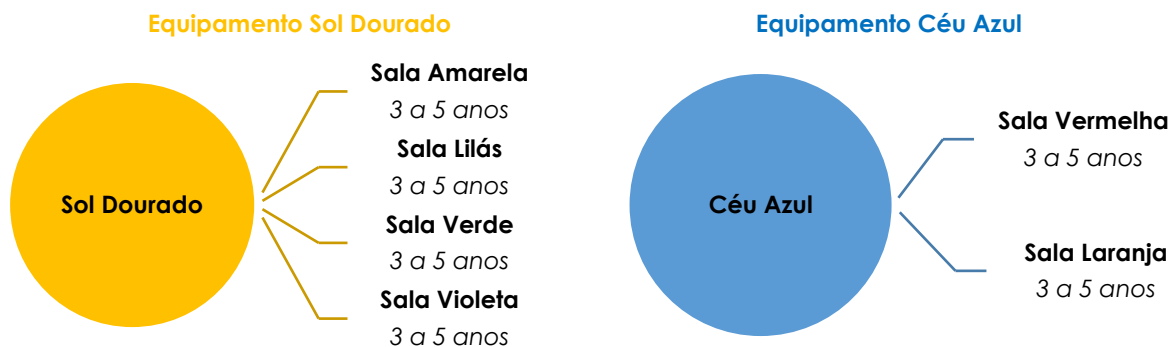 Equipamento Sol Dourado
Sol Dourado
Sala Amarela
3 a 5 anos
Sala Lilás
3 a 5 anos
Sala Verde
3 a 5 anos
Sala Violeta
3 a 5 anos
Equipamento Céu Azul
Céu Azul
Sala Vermelha
3 a 5 anos
Sala Laranja
3 a 5 anos